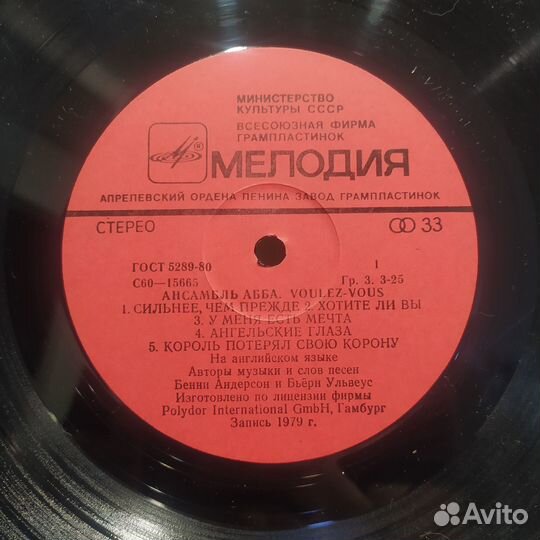 МИНИСТЕРСТВО
КУЛЬТУРЫ СССР
ВСЕСОЮЗНАЯ ФИРМА
ГРАМПЛАСТИНОК
МЕЛОДИЯ
АПРЕЛЕВСКИЙ ОРДЕНА ЛЕНИНА ЗАВОД ГРАМПЛАСТИНОК
СТЕРЕО 33
ГОСТ 5289-80 1
С60—15665 Гр. 3. 3-25
АНСАМБЛЬ АББА. VOULEZ-VOUS
1. СИЛЬНЕЕ, ЧЕМ ПРЕЖДЕ 2. ХОТИТЕ ЛИ ВЫ
3. У МЕНЯ ЕСТЬ МЕЧТА
4. АНГЕЛЬСКИЕ ГЛАЗА
5. КОРОЛЬ ПОТЕРЯЛ СВОЮ КОРОНУ
На английском языке
Авторы музыки и слов песен
Бенни Андерсон и Бьёрн Ульвеус
Изготовлено по лицензии фирмы
Polydor International GmbH, Гамбург
Запись 1979 г.
Avito